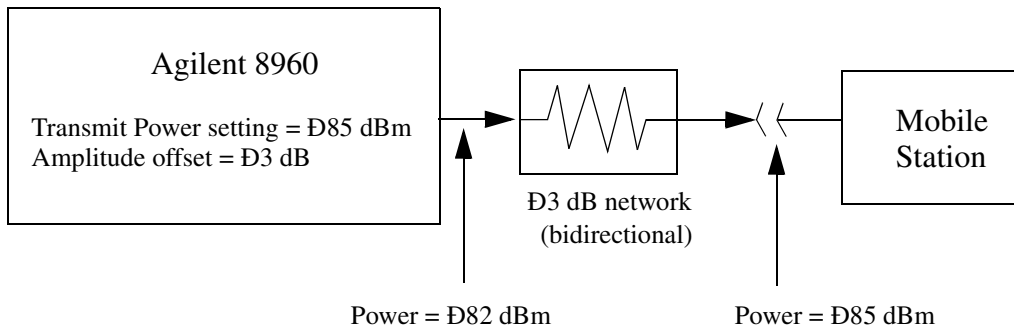 Agilent 8960
Transmit Power setting = Ð85 dBm
Amplitude offset = Ð3 dB
Mobile
Station
Ð3 dB network
(bidirectional)
Power = Ð82 dBm
Power = Ð85 dBm